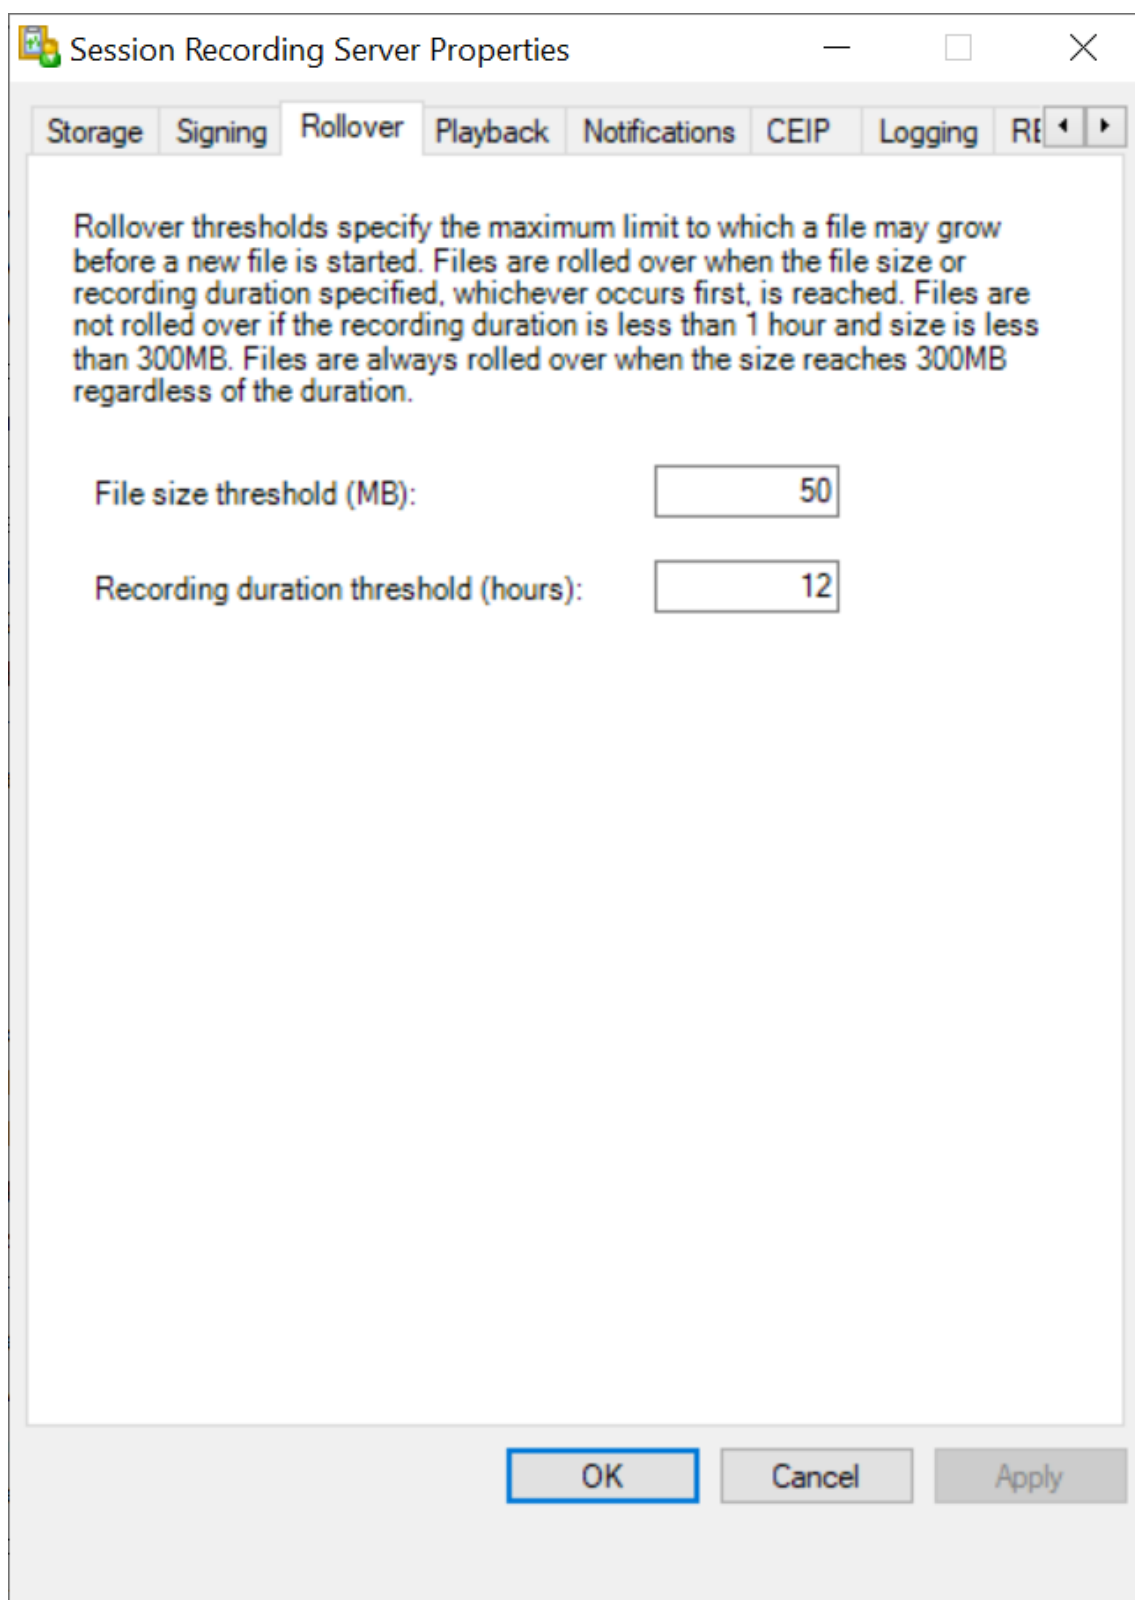 Session Recording Server Properties
Storage Signing Rollover Playback Notifications CEIP Logging
Rollover thresholds specify the maximum limit to which a file may grow
before a new file is started. Files are rolled over when the file size or
recording duration specified, whichever occurs first, is reached. Files are
not rolled over if the recording duration is less than 1 hour and size is less
than 300MB. Files are always rolled over when the size reaches 300MB
regardless of the duration.
File size threshold (MB): 50
Recording duration threshold (hours): 12
OK Cancel Apply